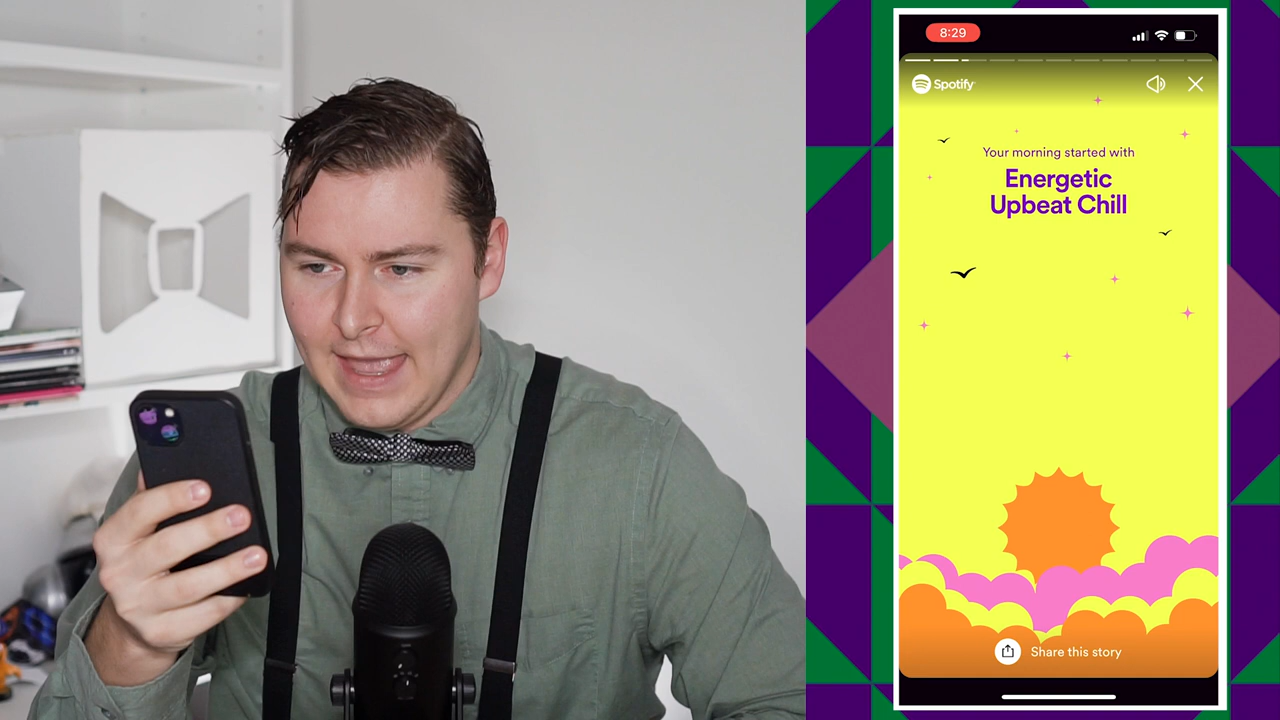 8:29
Spotify
Your morning started with
Energetic
Upbeat Chill
Share this story